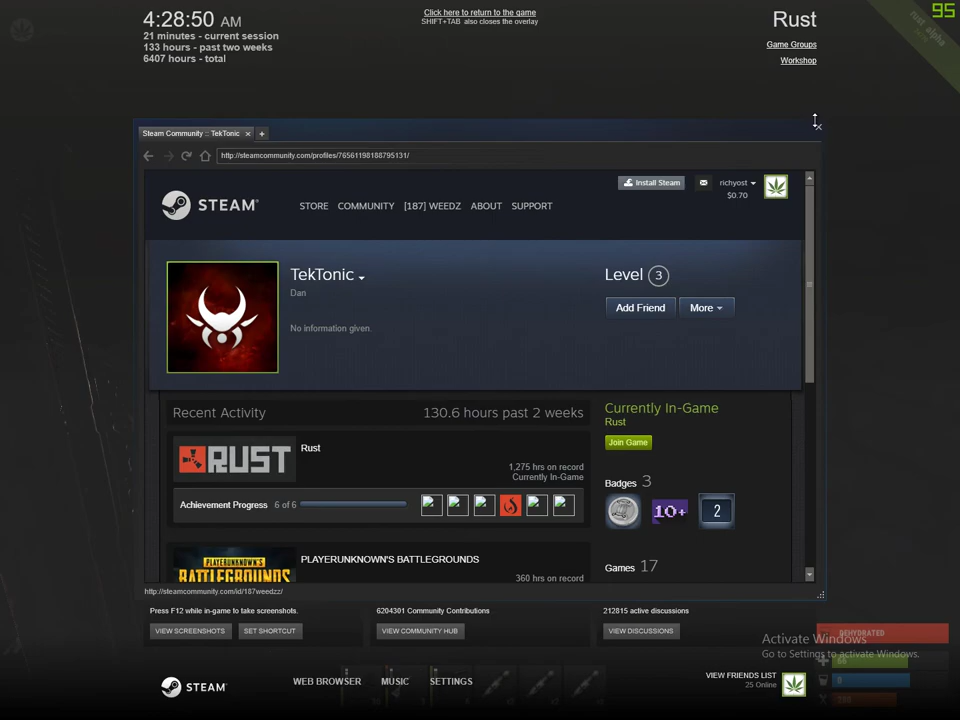 4:28:50 AM
21 minutes - current session
133 hours - past two weeks
6407 hours - total
Click here to return to the game
SHIFT+TAB also closes the overlay
Rust
Game Groups
Workshop
95
rust alpha
Steam Community :: TekTonic
http://steamcommunity.com/profiles/76561198188795131/
Install Steam
richyost
$0.70
STEAM
STORE COMMUNITY [187] WEEDZ ABOUT SUPPORT
TekTonic
Dan
No information given.
Level 3
Add Friend
More
Recent Activity 130.6 hours past 2 weeks
RUST
Rust
1,275 hrs on record
Currently In-Game
Achievement Progress 6 of 6
PLAYERUNKNOWN'S
BATTLEGROUNDS
PLAYERUNKNOWN'S BATTLEGROUNDS
360 hrs on record
Currently In-Game
Rust
Join Game
Badges 3
10+
2
Games 17
http://steamcommunity.com/id/187weedzz/
Press F12 while in-game to take screenshots.
VIEW SCREENSHOTS
SET SHORTCUT
6204301 Community Contributions
VIEW COMMUNITY HUB
212815 active discussions
VIEW DISCUSSIONS
DEHYDRATED
Activate Windows
Go to Settings to activate Windows.
STEAM
WEB BROWSER MUSIC SETTINGS
VIEW FRIENDS LIST
25 Online